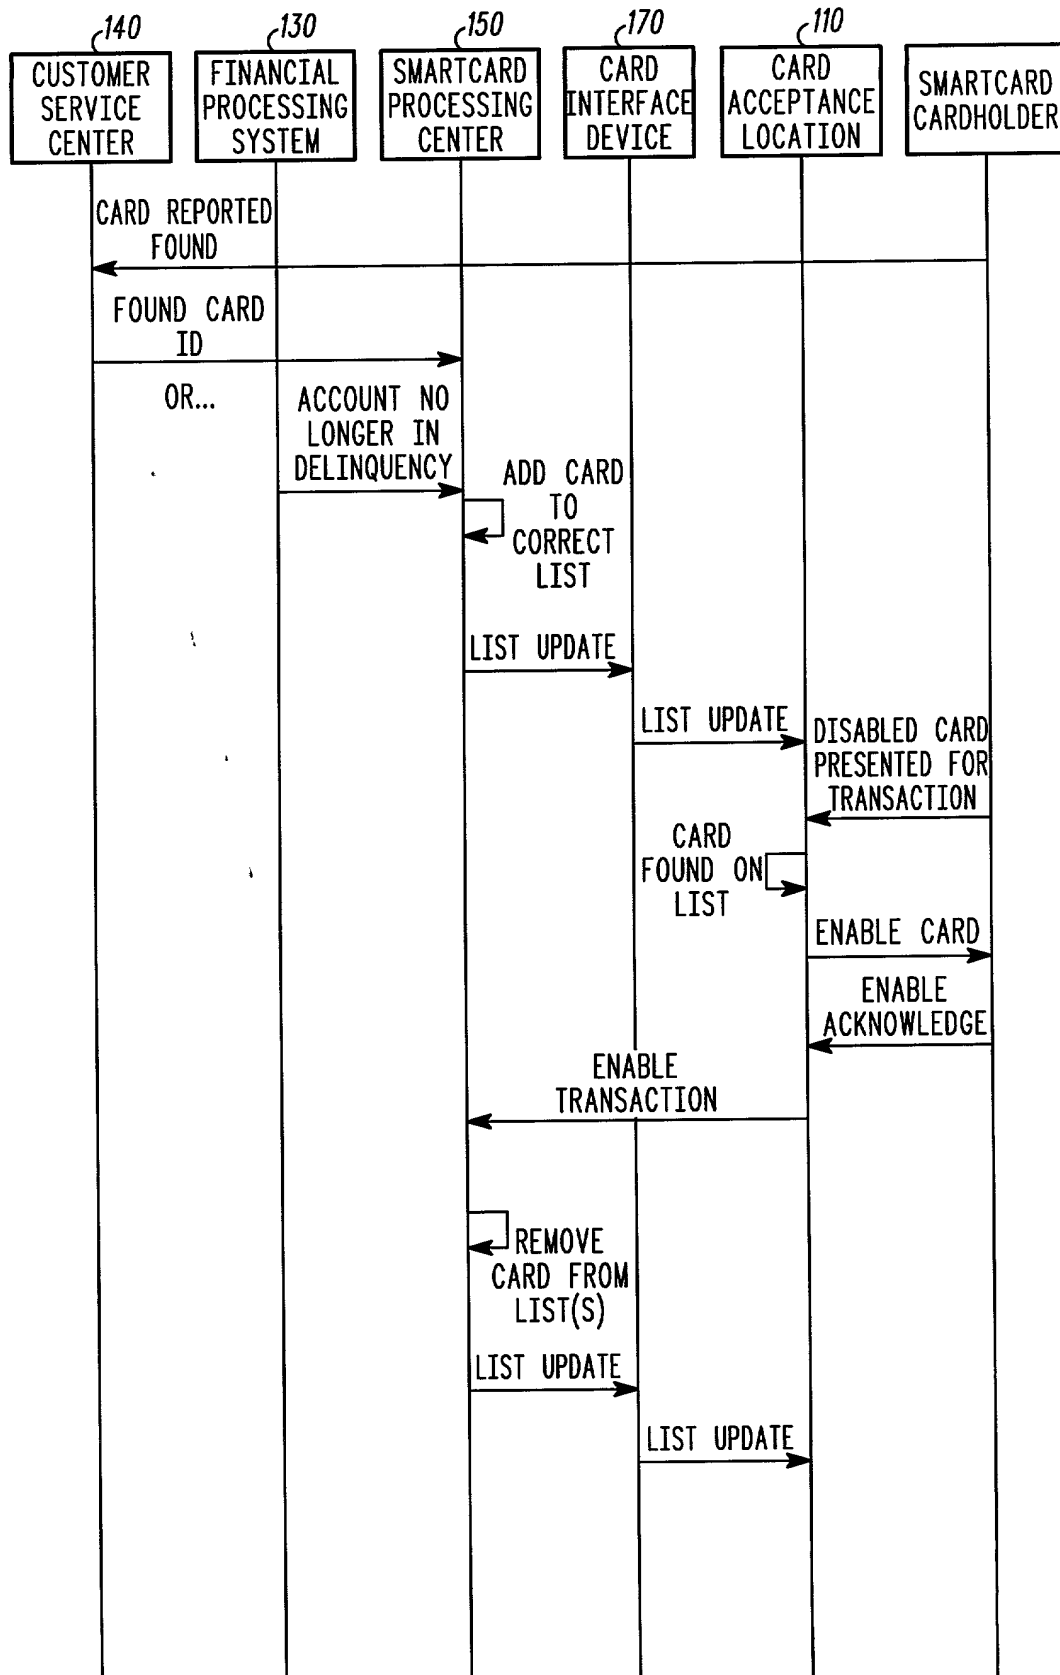 140
130
150
170
110
CUSTOMER
SERVICE
CENTER
FINANCIAL
PROCESSING
SYSTEM
SMARTCARD
PROCESSING
CENTER
CARD
INTERFACE
DEVICE
CARD
ACCEPTANCE
LOCATION
SMARTCARD
CARDHOLDER
CARD REPORTED
FOUND
FOUND CARD
ID
OR...
ACCOUNT NO
LONGER IN
DELINQUENCY
ADD CARD
TO
CORRECT
LIST
LIST UPDATE
LIST UPDATE
DISABLED CARD
PRESENTED FOR
TRANSACTION
CARD
FOUND ON
LIST
ENABLE CARD
ENABLE
ACKNOWLEDGE
ENABLE
TRANSACTION
REMOVE
CARD FROM
LIST(S)
LIST UPDATE
LIST UPDATE